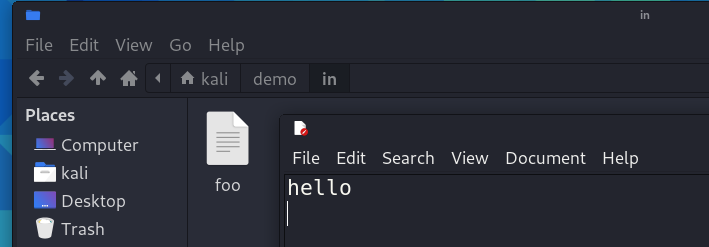 in
File Edit View Go Help
kali demo in
Places
Computer
kali
Desktop
Trash
foo
File Edit Search View Document Help
hello